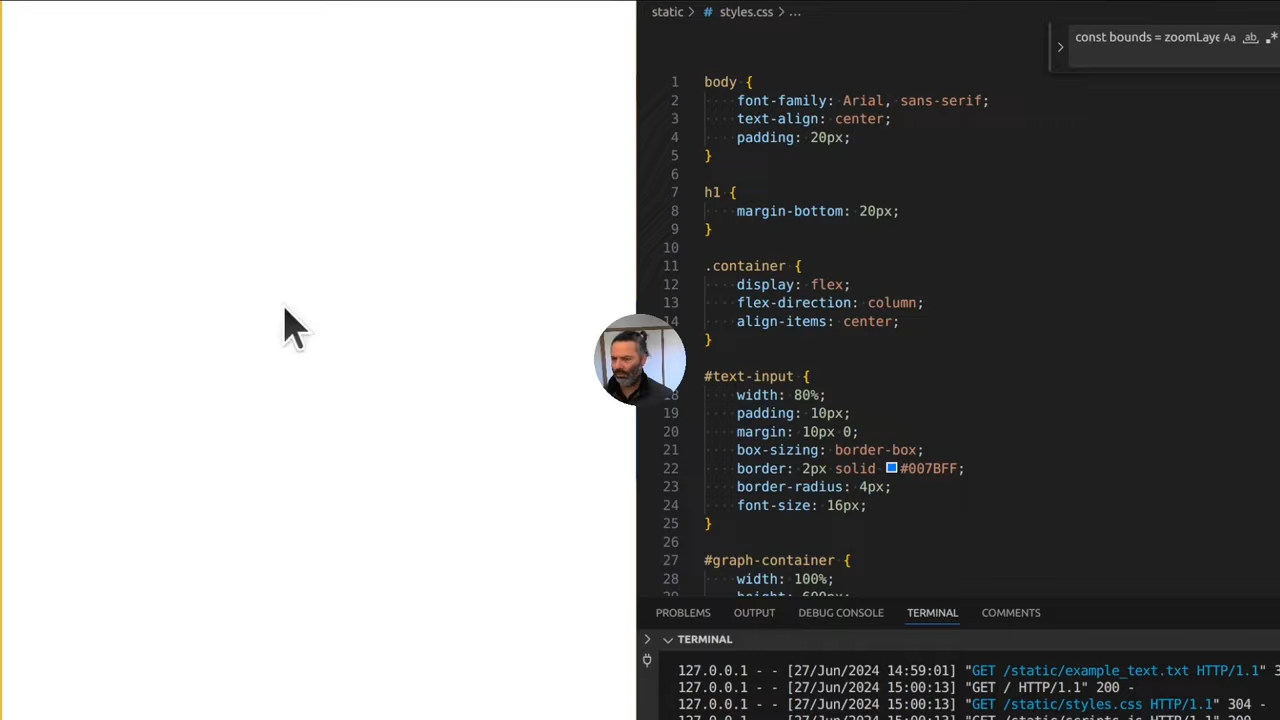 static > # styles.css > ...
const bounds = zoomLaye Aa ab .*
1 body {
2 font-family: Arial, sans-serif;
3 text-align: center;
4 padding: 20px;
5 }
6
7 h1 {
8 margin-bottom: 20px;
9 }
10
11 .container {
12 display: flex;
13 flex-direction: column;
14 align-items: center;
}
#text-input {
18 width: 80%;
19 padding: 10px;
20 margin: 10px 0;
21 box-sizing: border-box;
22 border: 2px solid #007BFF;
23 border-radius: 4px;
24 font-size: 16px;
25 }
26
27 #graph-container {
28 width: 100%;
PROBLEMS OUTPUT DEBUG CONSOLE TERMINAL COMMENTS
> TERMINAL
127.0.0.1 - - [27/Jun/2024 14:59:01] "GET /static/example_text.txt HTTP/1.1" 3
127.0.0.1 - - [27/Jun/2024 15:00:13] "GET / HTTP/1.1" 200 -
127.0.0.1 - - [27/Jun/2024 15:00:13] "GET /static/styles.css HTTP/1.1" 304 -